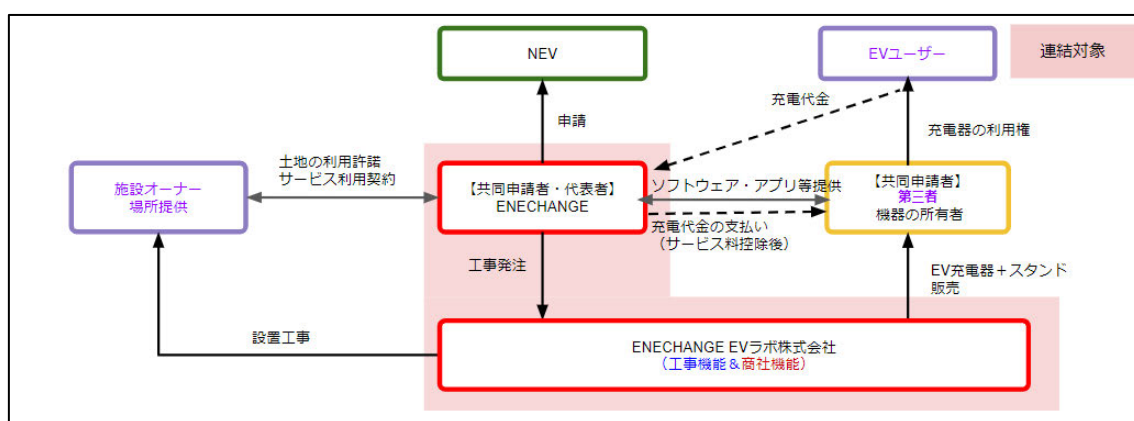 NEV
EVユーザー
連結対象
充電代金
申請
充電器の利用権
土地の利用許諾
サービス利用契約
施設オーナー
場所提供
【共同申請者・代表者】
ENECHANGE
ソフトウェア・アプリ等提供
【共同申請者】
第三者
機器の所有者
充電代金の支払い
（サービス料控除後）
工事発注
EV充電器＋スタンド
販売
設置工事
ENECHANGE EVラボ株式会社
（工事機能＆商社機能）